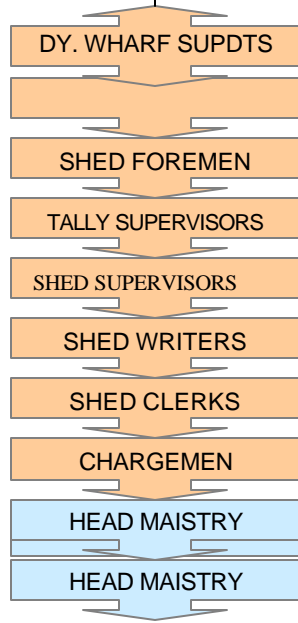 DY. WHARF SUPDTS
SHED FOREMEN
TALLY SUPERVISORS
SHED SUPERVISORS
SHED WRITERS
SHED CLERKS
CHARGEMEN
HEAD MAISTRY
HEAD MAISTRY